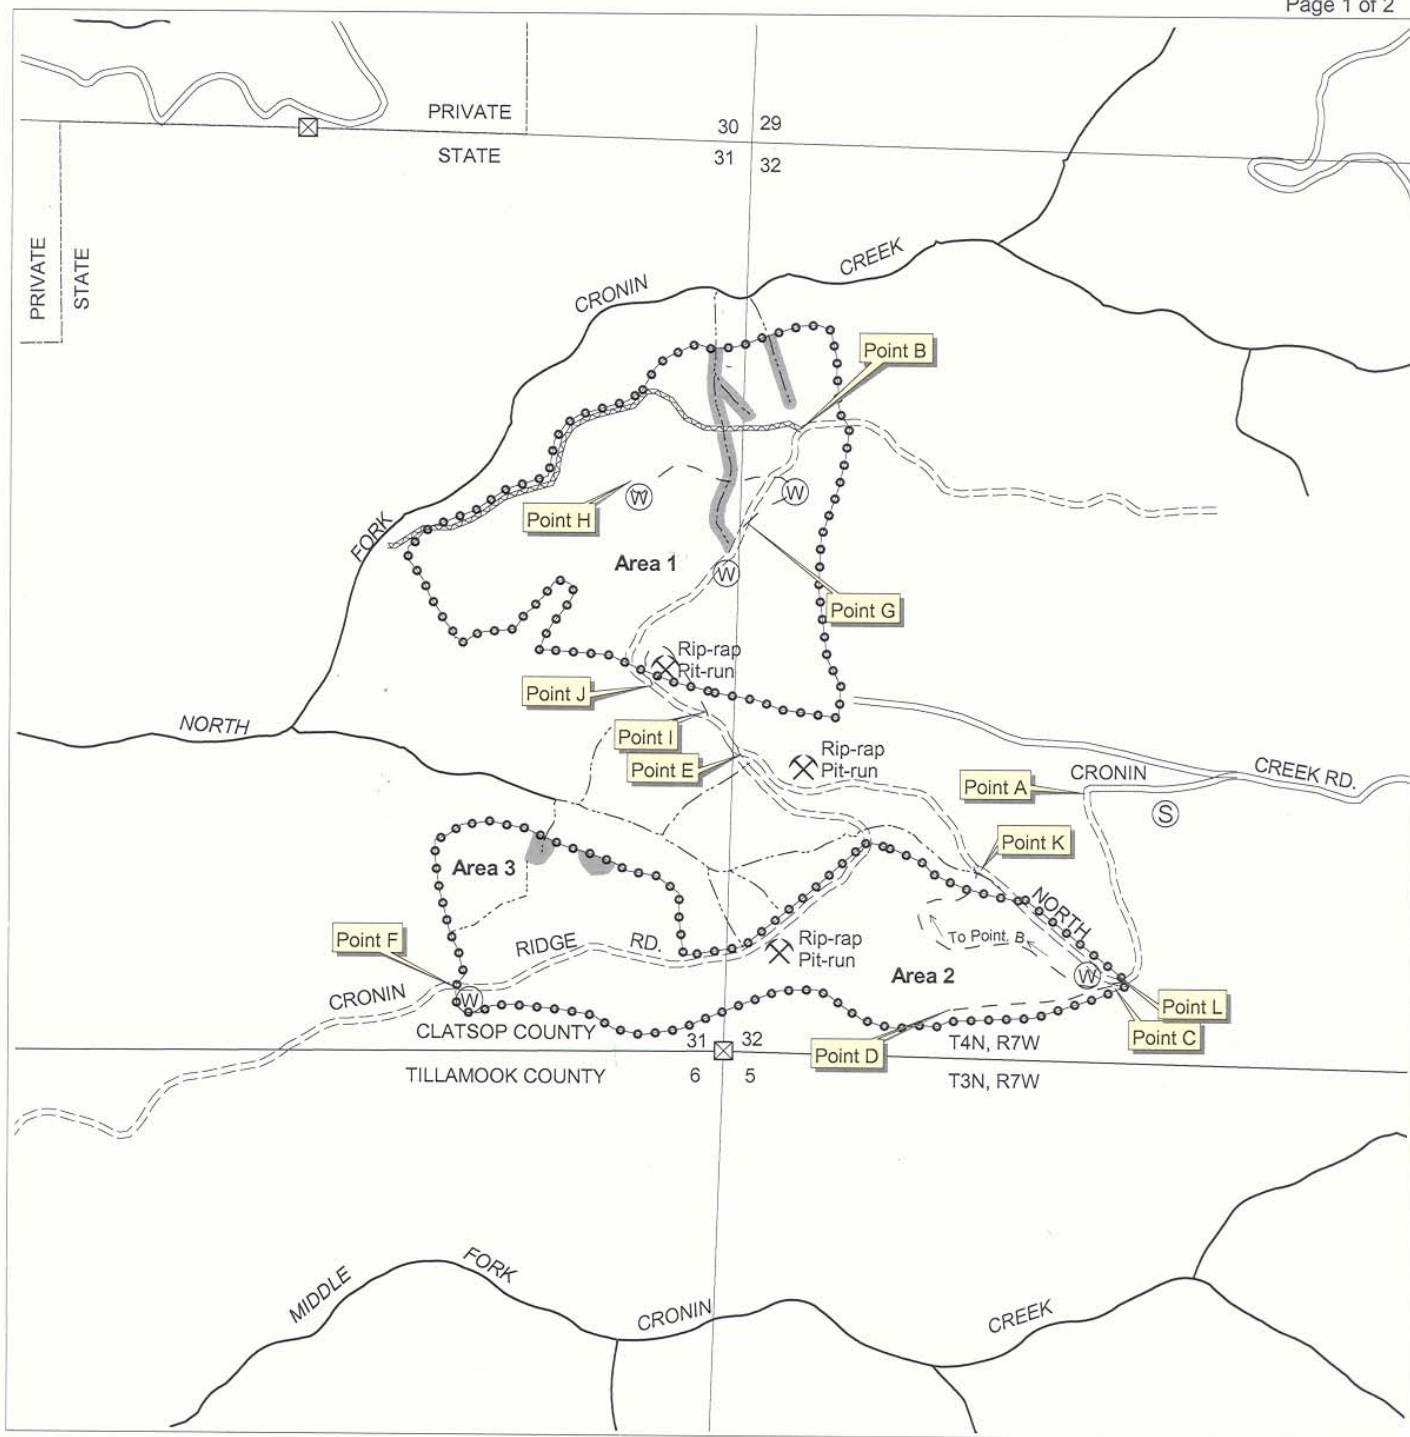 Page 1 of 2
PRIVATE
STATE
30
29
31
32
PRIVATE
STATE
CRONIN
CREEK
Point B
Point H
W
W
FORK
Area 1
W
Point G
Rip-rap
Pit-run
Point J
NORTH
Point I
Point E
Rip-rap
Pit-run
CRONIN
CREEK RD.
Point A
S
Point K
Area 3
NORTH
Point F
RIDGE
RD.
Rip-rap
Pit-run
To Point. B
Area 2
W
CRONIN
W
Point L
CLATSOP COUNTY
31
32
T4N, R7W
Point C
Point D
TILLAMOOK COUNTY
6
5
T3N, R7W
MIDDLE
FORK
CRONIN
CREEK